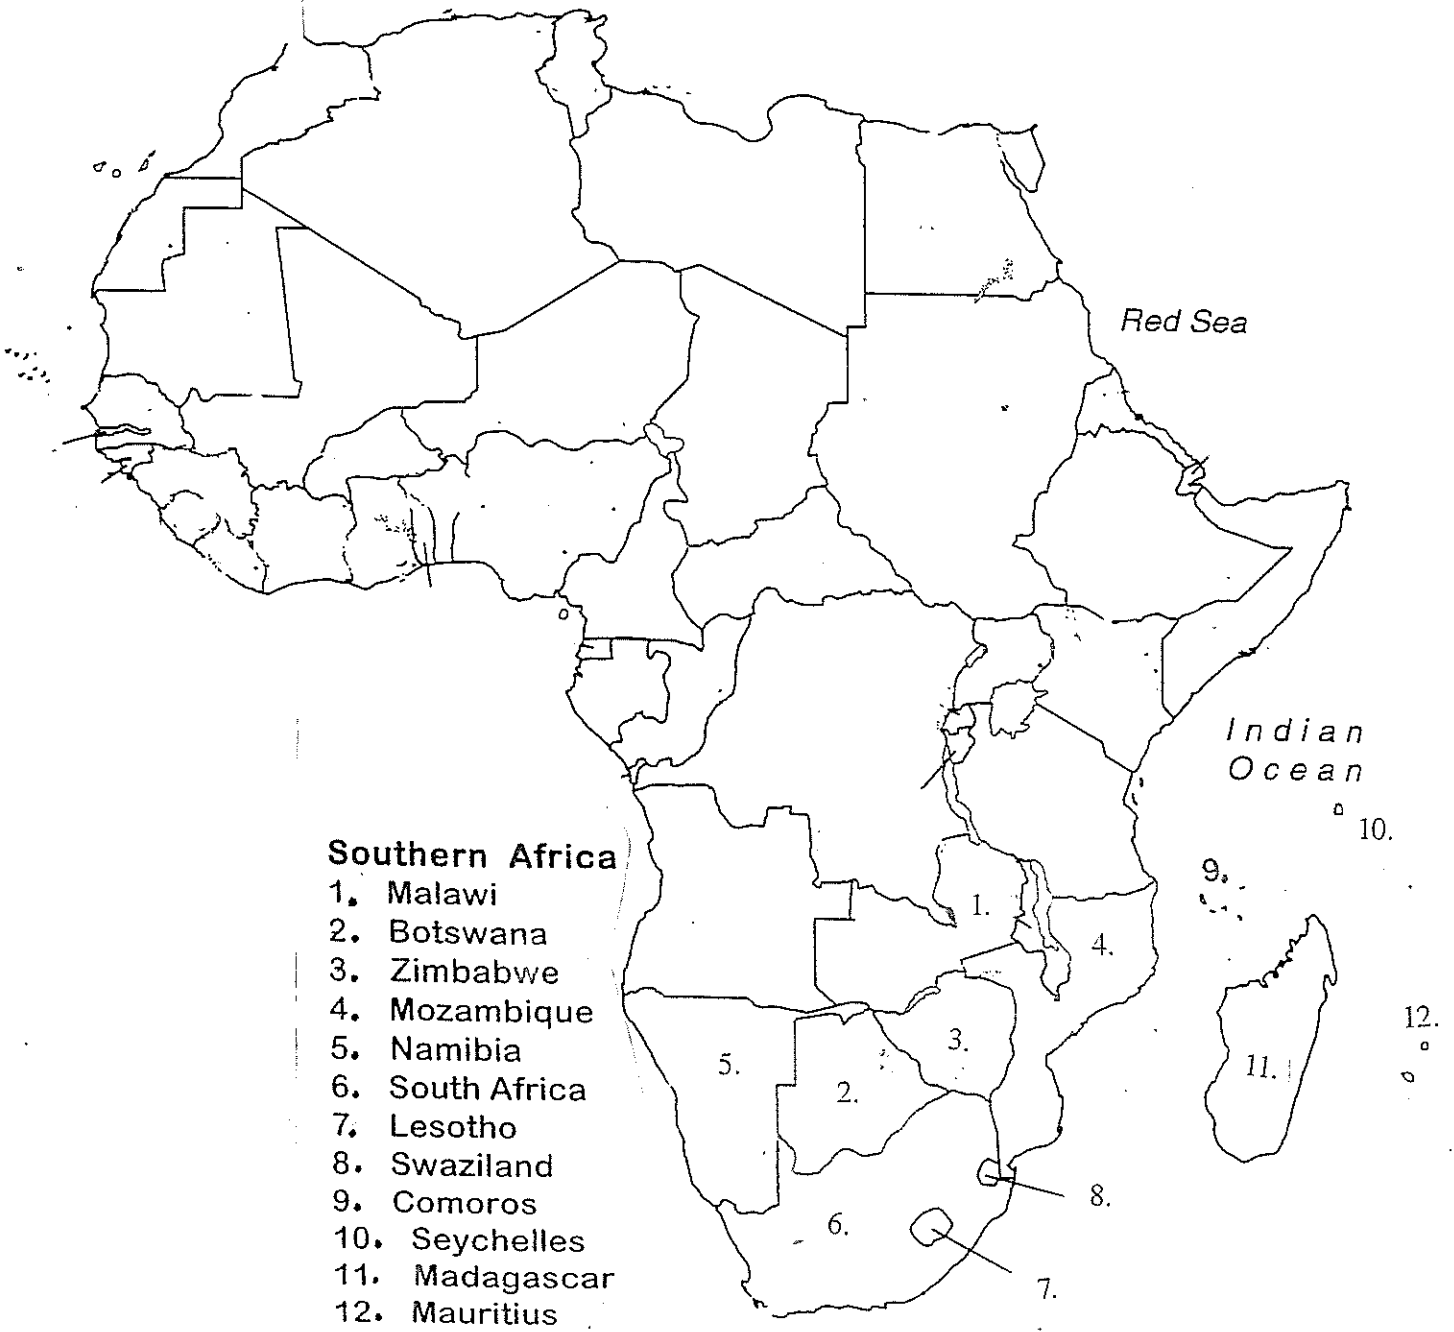 Red Sea
Indian
Ocean
10.
9.
Southern Africa
1. Malawi
2. Botswana
3. Zimbabwe
4. Mozambique
5. Namibia
6. South Africa
7. Lesotho
8. Swaziland
9. Comoros
10. Seychelles
11. Madagascar
12. Mauritius
1.
4.
12.
3.
5.
11.
2.
8.
6.
7.